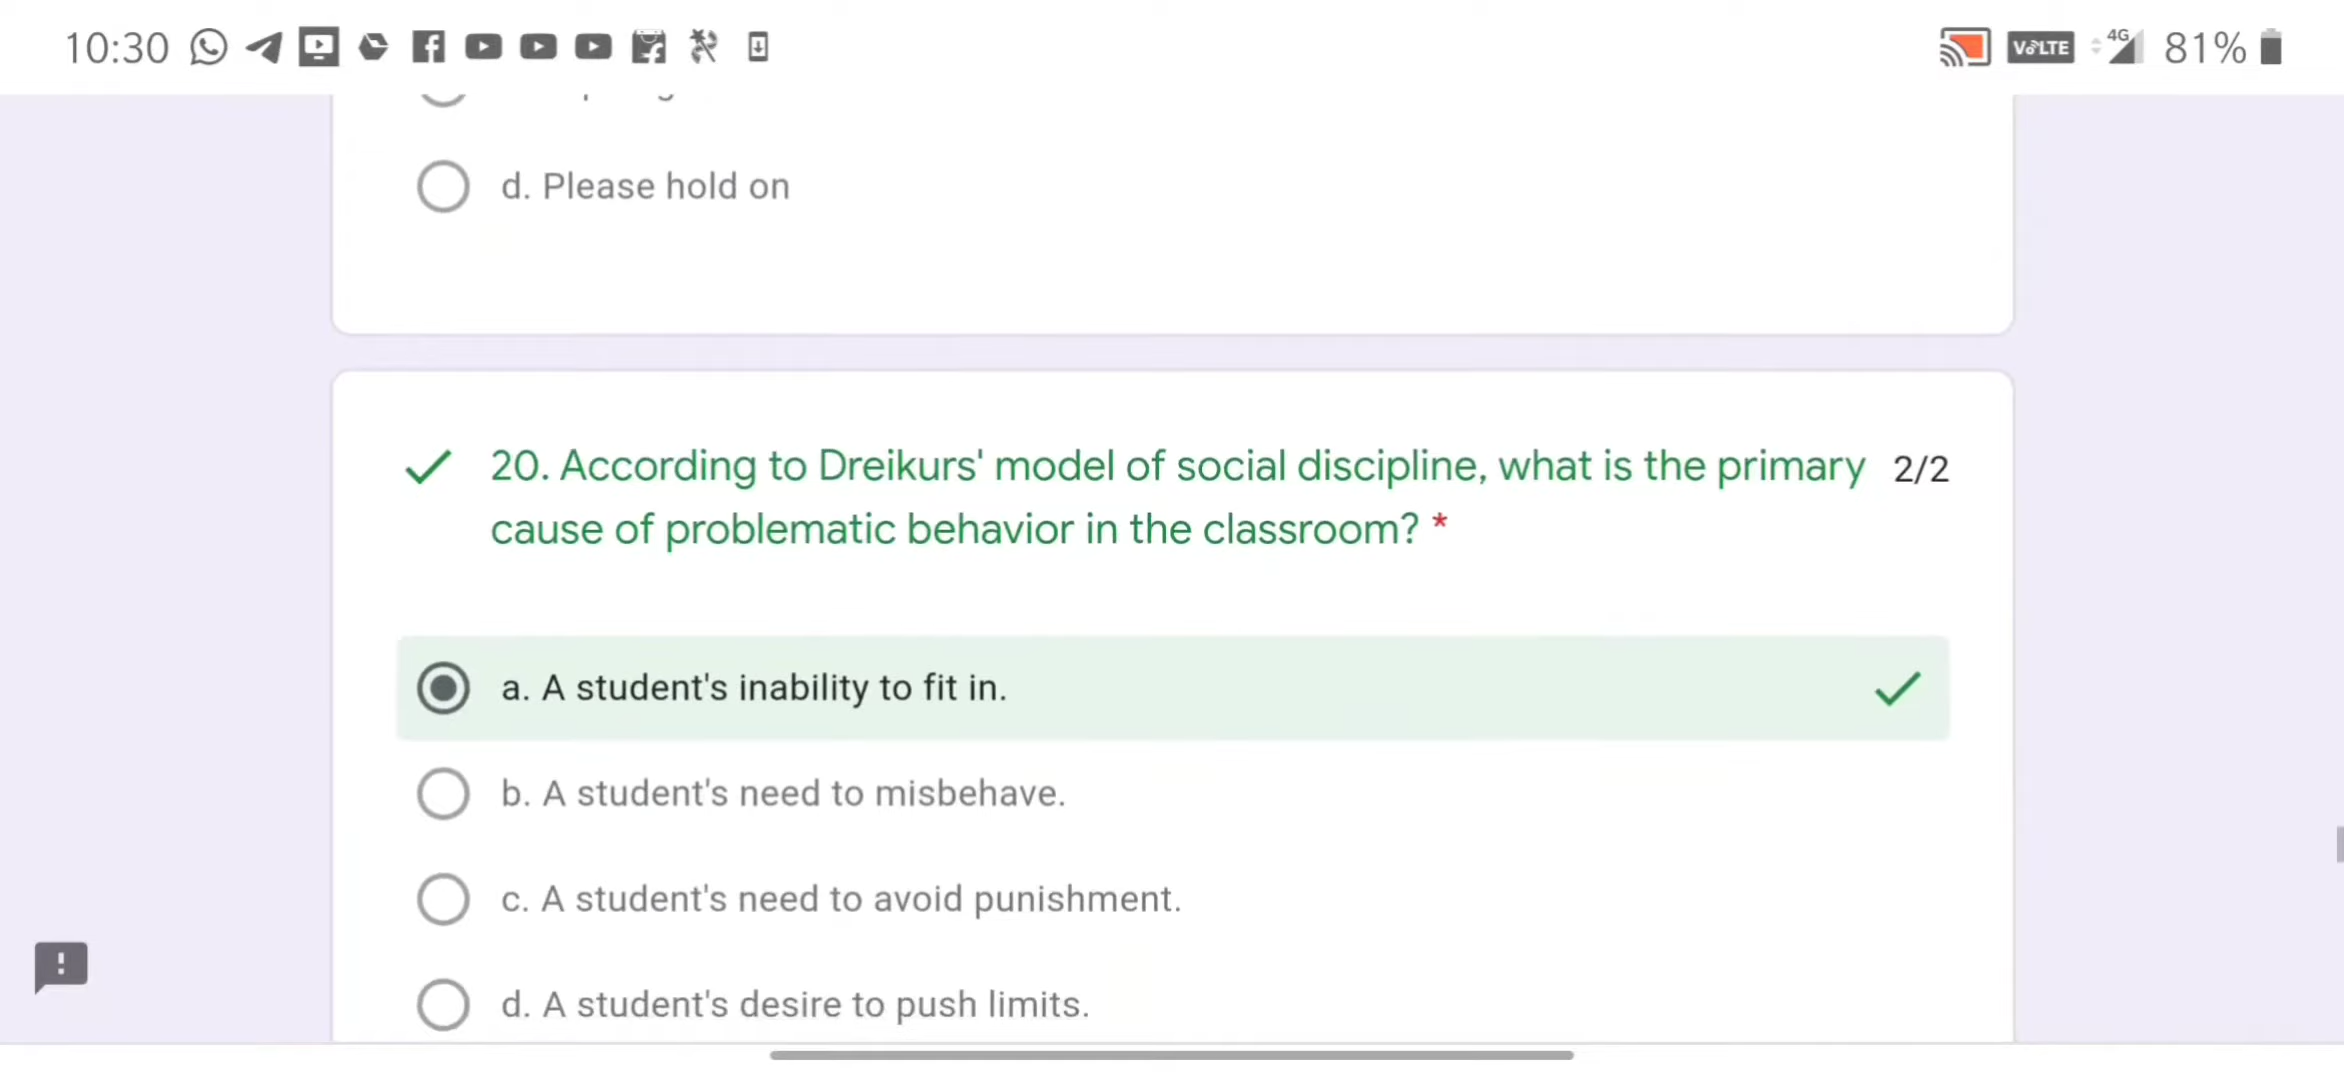 10:30
VoLTE 4G 81%
d. Please hold on
20. According to Dreikurs' model of social discipline, what is the primary 2/2
cause of problematic behavior in the classroom? *
a. A student's inability to fit in.
b. A student's need to misbehave.
c. A student's need to avoid punishment.
d. A student's desire to push limits.